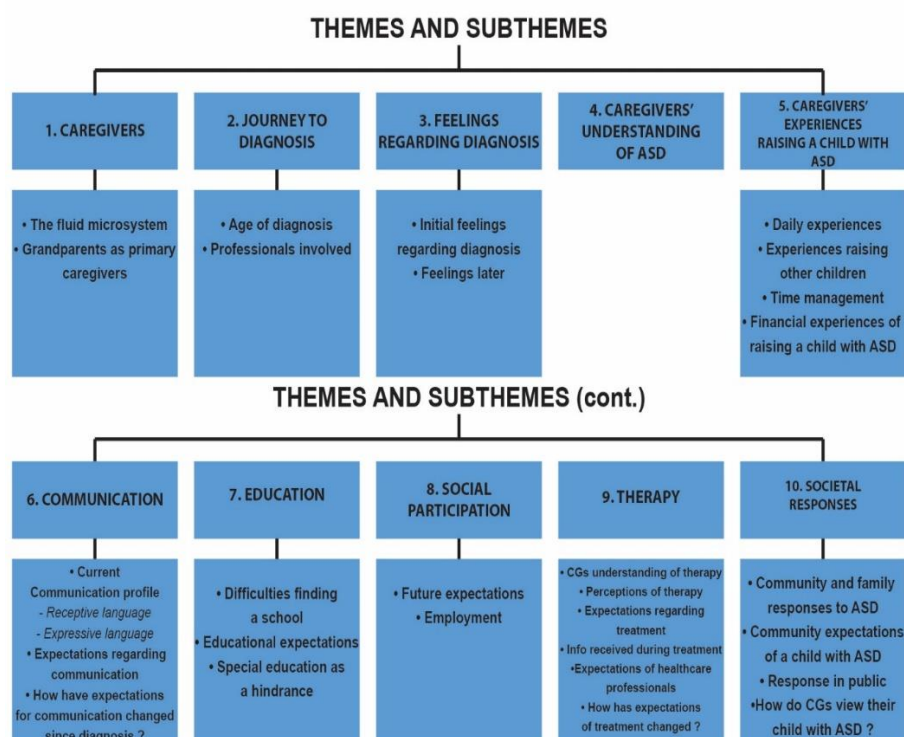 THEMES AND SUBTHEMES
1. CAREGIVERS
2. JOURNEY TO
DIAGNOSIS
3. FEELINGS
REGARDING DIAGNOSIS
4. CAREGIVERS'
UNDERSTANDING
OF ASD
5. CAREGIVERS'
EXPERIENCES
RAISING A CHILD WITH
ASD
• The fluid microsystem
• Grandparents as primary
caregivers
• Age of diagnosis
• Professionals involved
• Initial feelings
regarding diagnosis
• Feelings later
• Daily experiences
• Experiences raising
other children
• Time management
• Financial experiences of
raising a child with ASD
THEMES AND SUBTHEMES (cont.)
6. COMMUNICATION
7. EDUCATION
8. SOCIAL
PARTICIPATION
9. THERAPY
10. SOCIETAL
RESPONSES
• Current
Communication profile
- Receptive language
- Expressive language
• Expectations regarding
communication
• How have expectations
for communication changed
since diagnosis ?
• Difficulties finding
a school
• Educational expectations
• Special education as
a hindrance
• Future expectations
• Employment
• CGs understanding of therapy
• Perceptions of therapy
• Expectations regarding
treatment
• Info received during treatment
•Expectations of healthcare
professionals
• How has expectations
of treatment changed ?
• Community and family
responses to ASD
• Community expectations
of a child with ASD
• Response in public
•How do CGs view their
child with ASD ?